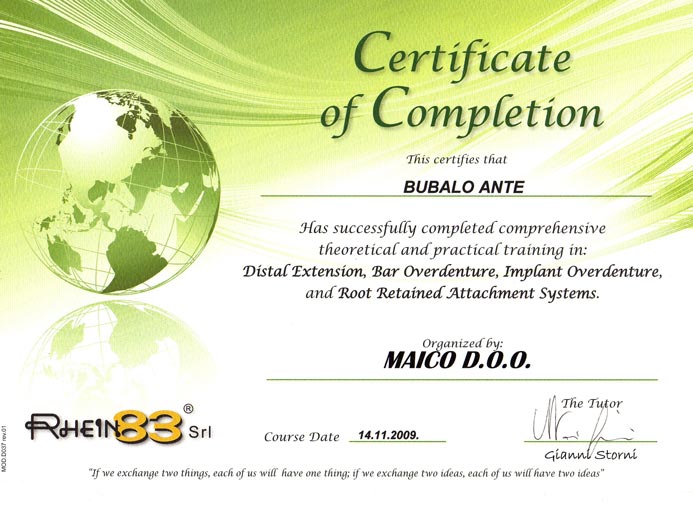 Certificate
of Completion
This certifies that
BUBALO ANTE
Has successfully completed comprehensive
theoretical and practical training in:
Distal Extension, Bar Overdenture, Implant Overdenture,
and Root Retained Attachment Systems.
Organized by:
MAICO D.O.O.
The Tutor
RHEIN83® Srl
Course Date 14.11.2009.
Gianni Storni
MOD D037 rev.01
"If we exchange two things, each of us will have one thing; if we exchange two ideas, each of us will have two ideas"